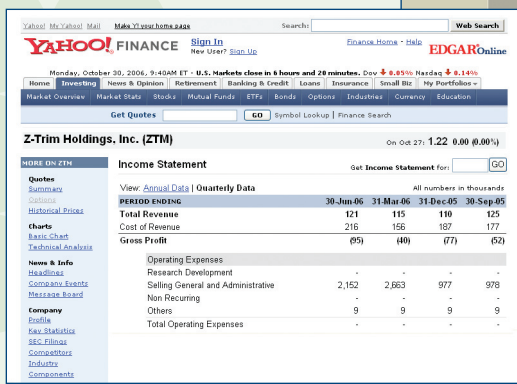 Yahoo! My Yahoo! Mail Make Y! your home page Search: Web Search
YAHOO! FINANCE Sign In
New User? Sign Up
Finance Home - Help
EDGAR Online
Monday, October 30, 2006, 9:40AM ET - U.S. Markets close in 6 hours and 20 minutes. Dow 0.05% Nasdaq 0.14%
Home Investing News & Opinion Retirement Banking & Credit Loans Insurance Small Biz My Portfolios
Market Overview Market Stats Stocks Mutual Funds ETFs Bonds Options Industries Currency Education
Get Quotes GO Symbol Lookup | Finance Search
Z-Trim Holdings, Inc. (ZTM) On Oct 27: 1.22 0.00 (0.00%)
MORE ON ZTM
Quotes
Summary
Options
Historical Prices
Charts
Basic Chart
Technical Analysis
News & Info
Headlines
Company Events
Message Board
Company
Profile
Key Statistics
SEC Filings
Competitors
Industry
Components
Income Statement Get Income Statement for: GO
View: Annual Data | Quarterly Data All numbers in thousands
PERIOD ENDING 30-Jun-06 31-Mar-06 31-Dec-05 30-Sep-05
Total Revenue 121 115 110 125
Cost of Revenue 216 156 187 177
Gross Profit (95) (40) (77) (52)
Operating Expenses
Research Development - - - -
Selling General and Administrative 2,152 2,663 977 978
Non Recurring - - - -
Others 9 9 9 9
Total Operating Expenses - - - -